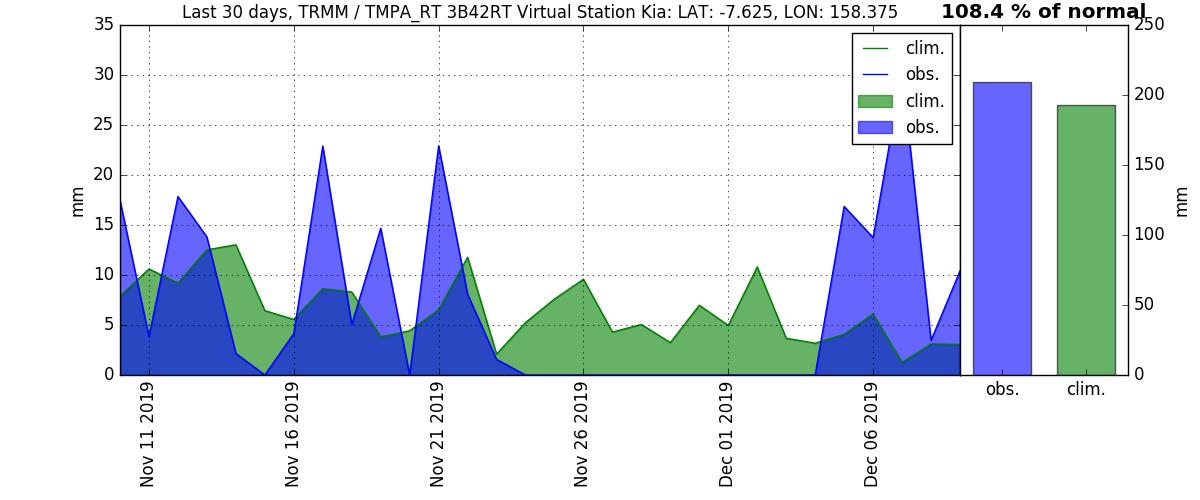 Last 30 days, TRMM / TMPA_RT 3B42RT Virtual Station Kia: LAT: -7.625, LON: 158.375
108.4 % of normal
35
30
25
20
15
10
5
0
mm
clim.
obs.
clim.
obs.
Nov 11 2019
Nov 16 2019
Nov 21 2019
Nov 26 2019
Dec 01 2019
Dec 06 2019
250
200
150
100
50
0
mm
obs.
clim.